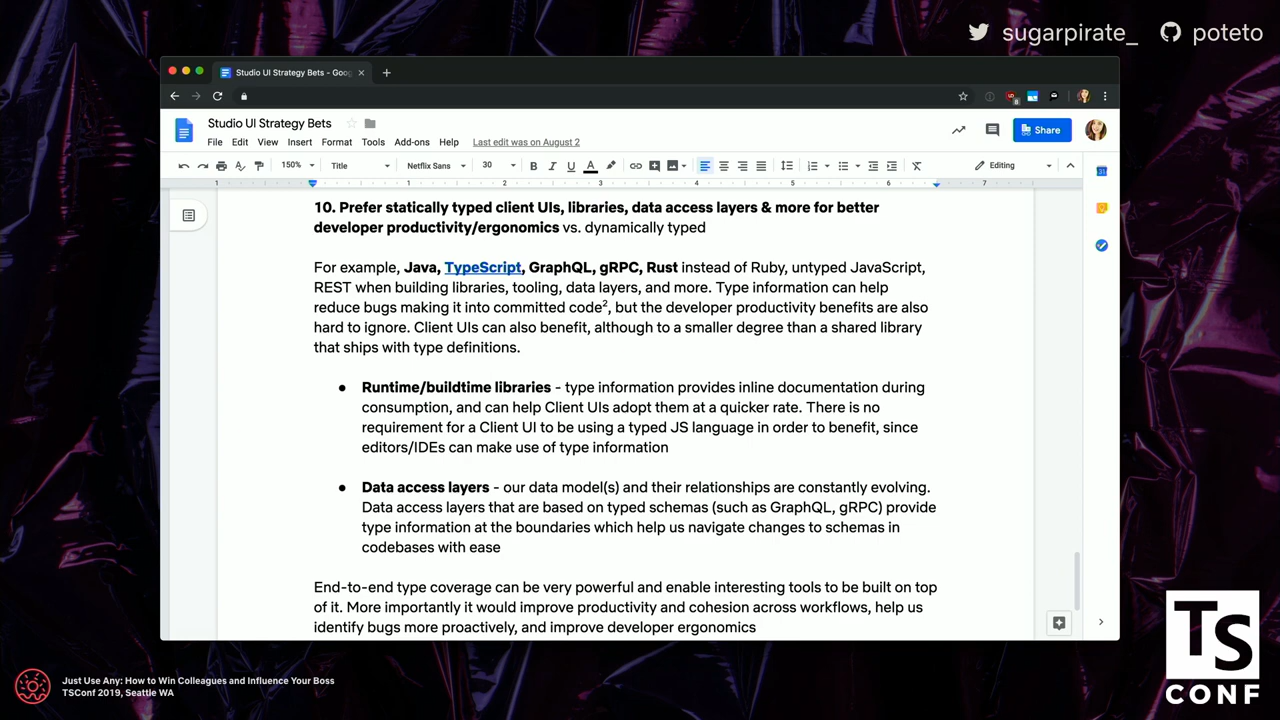 sugarpirate_ poteto
Studio UI Strategy Bets - Goog
Studio UI Strategy Bets
File Edit View Insert Format Tools Add-ons Help Last edit was on August 2
Share
150% Title Netflix Sans 30 B I U A Editing
1 1 2 3 4 5 6 7
10. Prefer statically typed client UIs, libraries, data access layers & more for better
developer productivity/ergonomics vs. dynamically typed
For example, Java, TypeScript, GraphQL, gRPC, Rust instead of Ruby, untyped JavaScript,
REST when building libraries, tooling, data layers, and more. Type information can help
reduce bugs making it into committed code², but the developer productivity benefits are also
hard to ignore. Client UIs can also benefit, although to a smaller degree than a shared library
that ships with type definitions.
● Runtime/buildtime libraries - type information provides inline documentation during
consumption, and can help Client UIs adopt them at a quicker rate. There is no
requirement for a Client UI to be using a typed JS language in order to benefit, since
editors/IDEs can make use of type information
● Data access layers - our data model(s) and their relationships are constantly evolving.
Data access layers that are based on typed schemas (such as GraphQL, gRPC) provide
type information at the boundaries which help us navigate changes to schemas in
codebases with ease
End-to-end type coverage can be very powerful and enable interesting tools to be built on top
of it. More importantly it would improve productivity and cohesion across workflows, help us
identify bugs more proactively, and improve developer ergonomics
Just Use Any: How to Win Colleagues and Influence Your Boss
TSConf 2019, Seattle WA
TS
CONF